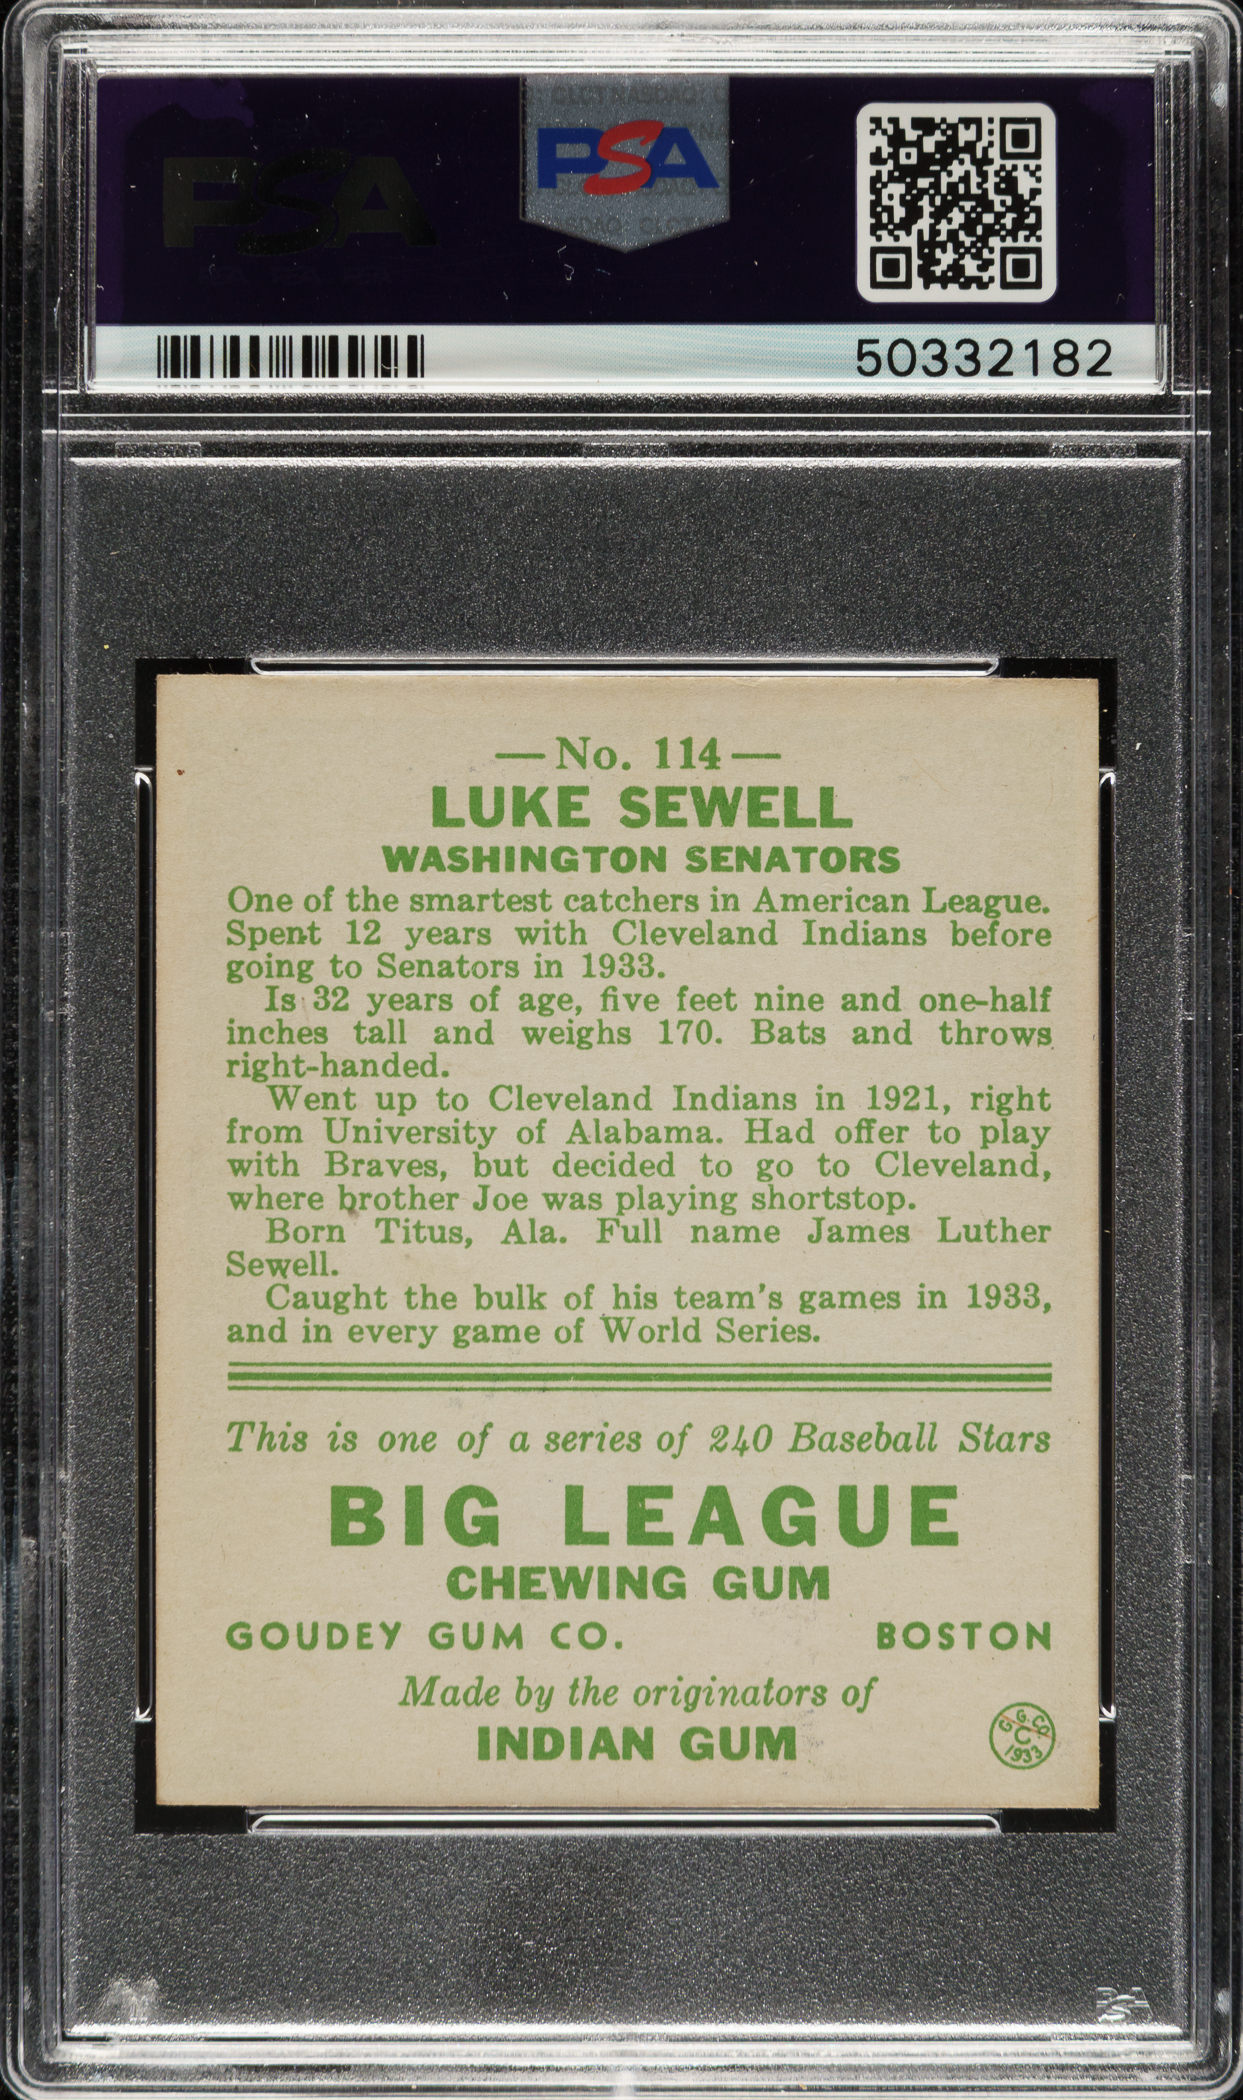 CLCT NASDAQ
PSA
PSA
NASDAQ CLCT
50332182
—No. 114—
LUKE SEWELL
WASHINGTON SENATORS
One of the smartest catchers in American League.
Spent 12 years with Cleveland Indians before
going to Senators in 1933.
Is 32 years of age, five feet nine and one-half
inches tall and weighs 170. Bats and throws
right-handed.
Went up to Cleveland Indians in 1921, right
from University of Alabama. Had offer to play
with Braves, but decided to go to Cleveland,
where brother Joe was playing shortstop.
Born Titus, Ala. Full name James Luther
Sewell.
Caught the bulk of his team's games in 1933,
and in every game of World Series.
This is one of a series of 240 Baseball Stars
BIG LEAGUE
CHEWING GUM
GOUDEY GUM CO. BOSTON
Made by the originators of
INDIAN GUM
G. G. Co
C
1933
PSA